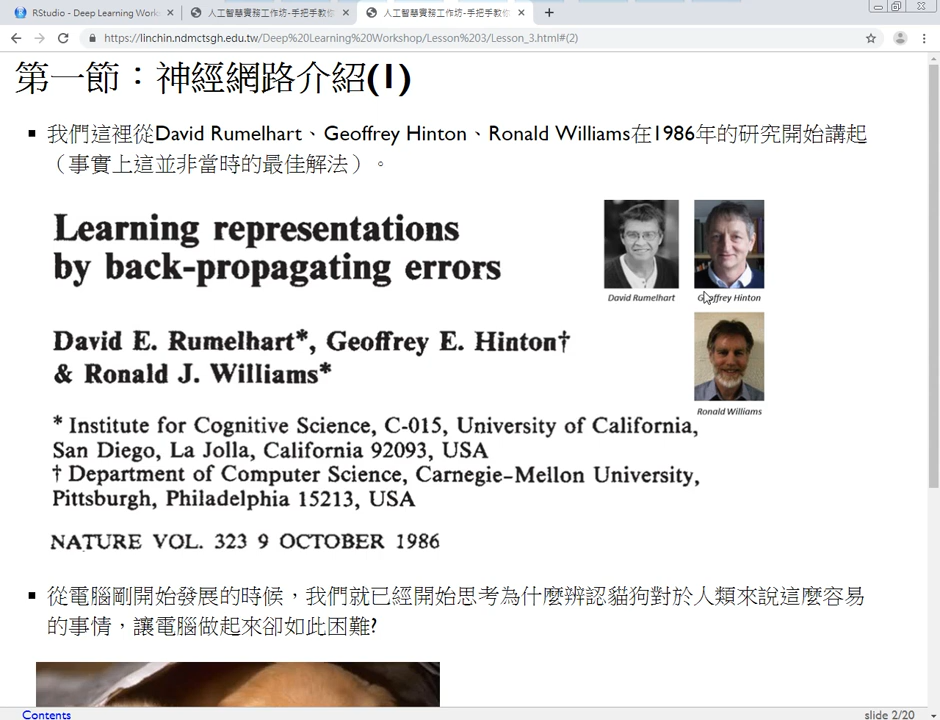 RStudio - Deep Learning Work
人工智慧實務工作坊-手把手教你
人工智慧實務工作坊-手把手教你
https://linchin.ndmctsgh.edu.tw/Deep%20Learning%20Workshop/Lesson%203/Lesson_3.html#(2)
第一節：神經網路介紹(1)
我們這裡從David Rumelhart、Geoffrey Hinton、Ronald Williams在1986年的研究開始講起
（事實上這並非當時的最佳解法）。
Learning representations
by back-propagating errors
David Rumelhart
Geoffrey Hinton
David E. Rumelhart*, Geoffrey E. Hinton†
& Ronald J. Williams*
Ronald Williams
* Institute for Cognitive Science, C-015, University of California,
San Diego, La Jolla, California 92093, USA
† Department of Computer Science, Carnegie-Mellon University,
Pittsburgh, Philadelphia 15213, USA
NATURE VOL. 323 9 OCTOBER 1986
從電腦剛開始發展的時候，我們就已經開始思考為什麼辨認貓狗對於人類來說這麼容易
的事情，讓電腦做起來卻如此困難?
Contents
slide 2/20